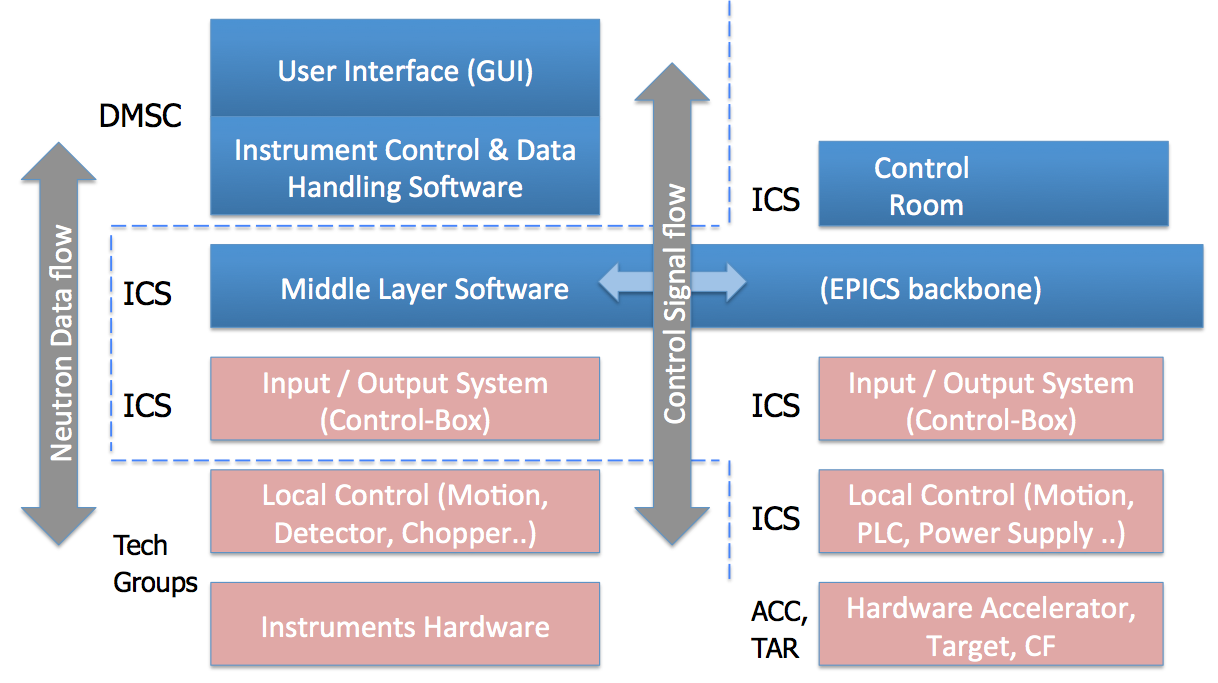 User Interface (GUI)
DMSC
Instrument Control & Data
Handling Software
Neutron Data flow
ICS
Middle Layer Software
ICS
Input / Output System
(Control-Box)
Local Control (Motion,
Detector, Chopper..)
Tech
Groups
Instruments Hardware
Control Signal flow
ICS
Control
Room
(EPICS backbone)
ICS
Input / Output System
(Control-Box)
ICS
Local Control (Motion,
PLC, Power Supply ..)
ACC,
TAR
Hardware Accelerator,
Target, CF